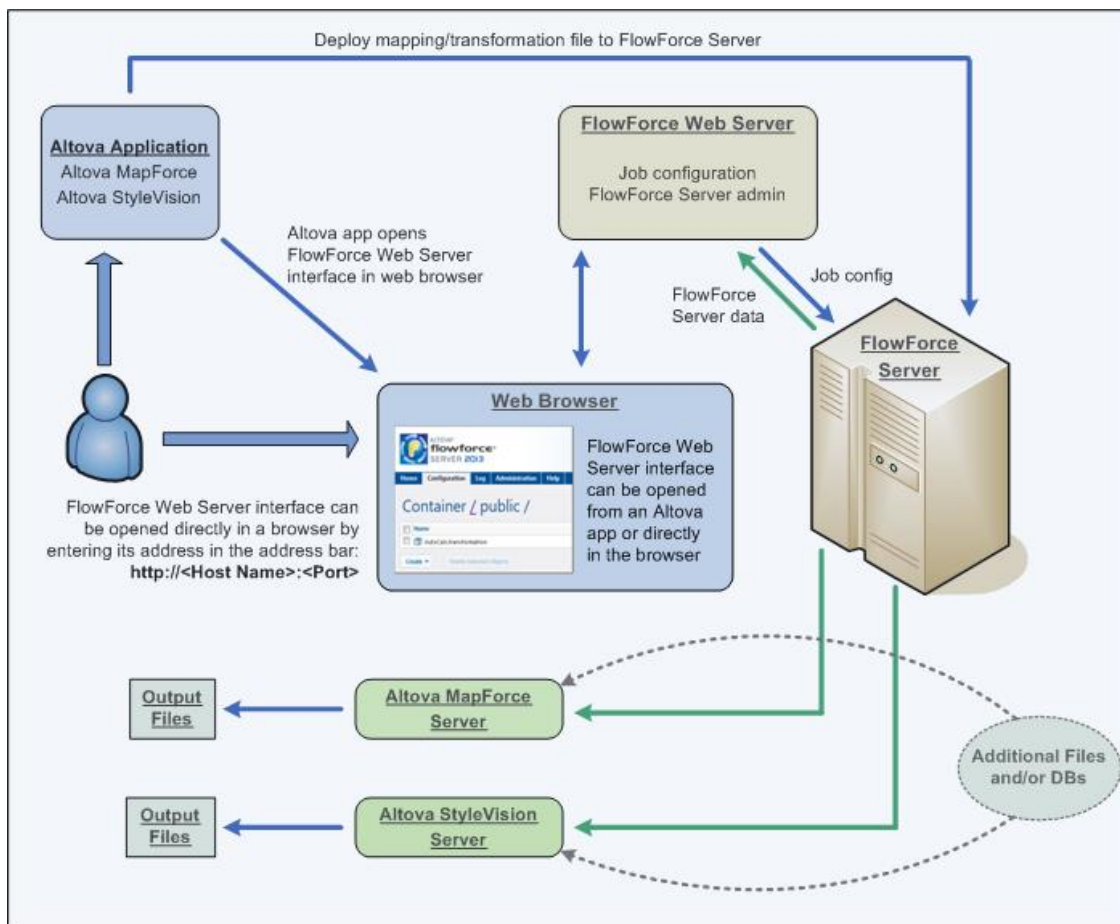 Deploy mapping/transformation file to FlowForce Server
Altova Application
Altova MapForce
Altova StyleVision
FlowForce Web Server
Job configuration
FlowForce Server admin
Altova app opens
FlowForce Web Server
interface in web browser
Job config
FlowForce
Server data
FlowForce
Server
Web Browser
ALTOVA
flowforce
SERVER 2013
Home Configuration Log Administration Help
Container / public /
Name
Create
FlowForce Web
Server interface
can be opened
from an Altova
app or directly
in the browser
FlowForce Web Server interface can
be opened directly in a browser by
entering its address in the address bar:
http://<Host Name>:<Port>
Output
Files
Altova MapForce
Server
Additional Files
and/or DBs
Output
Files
Altova StyleVision
Server